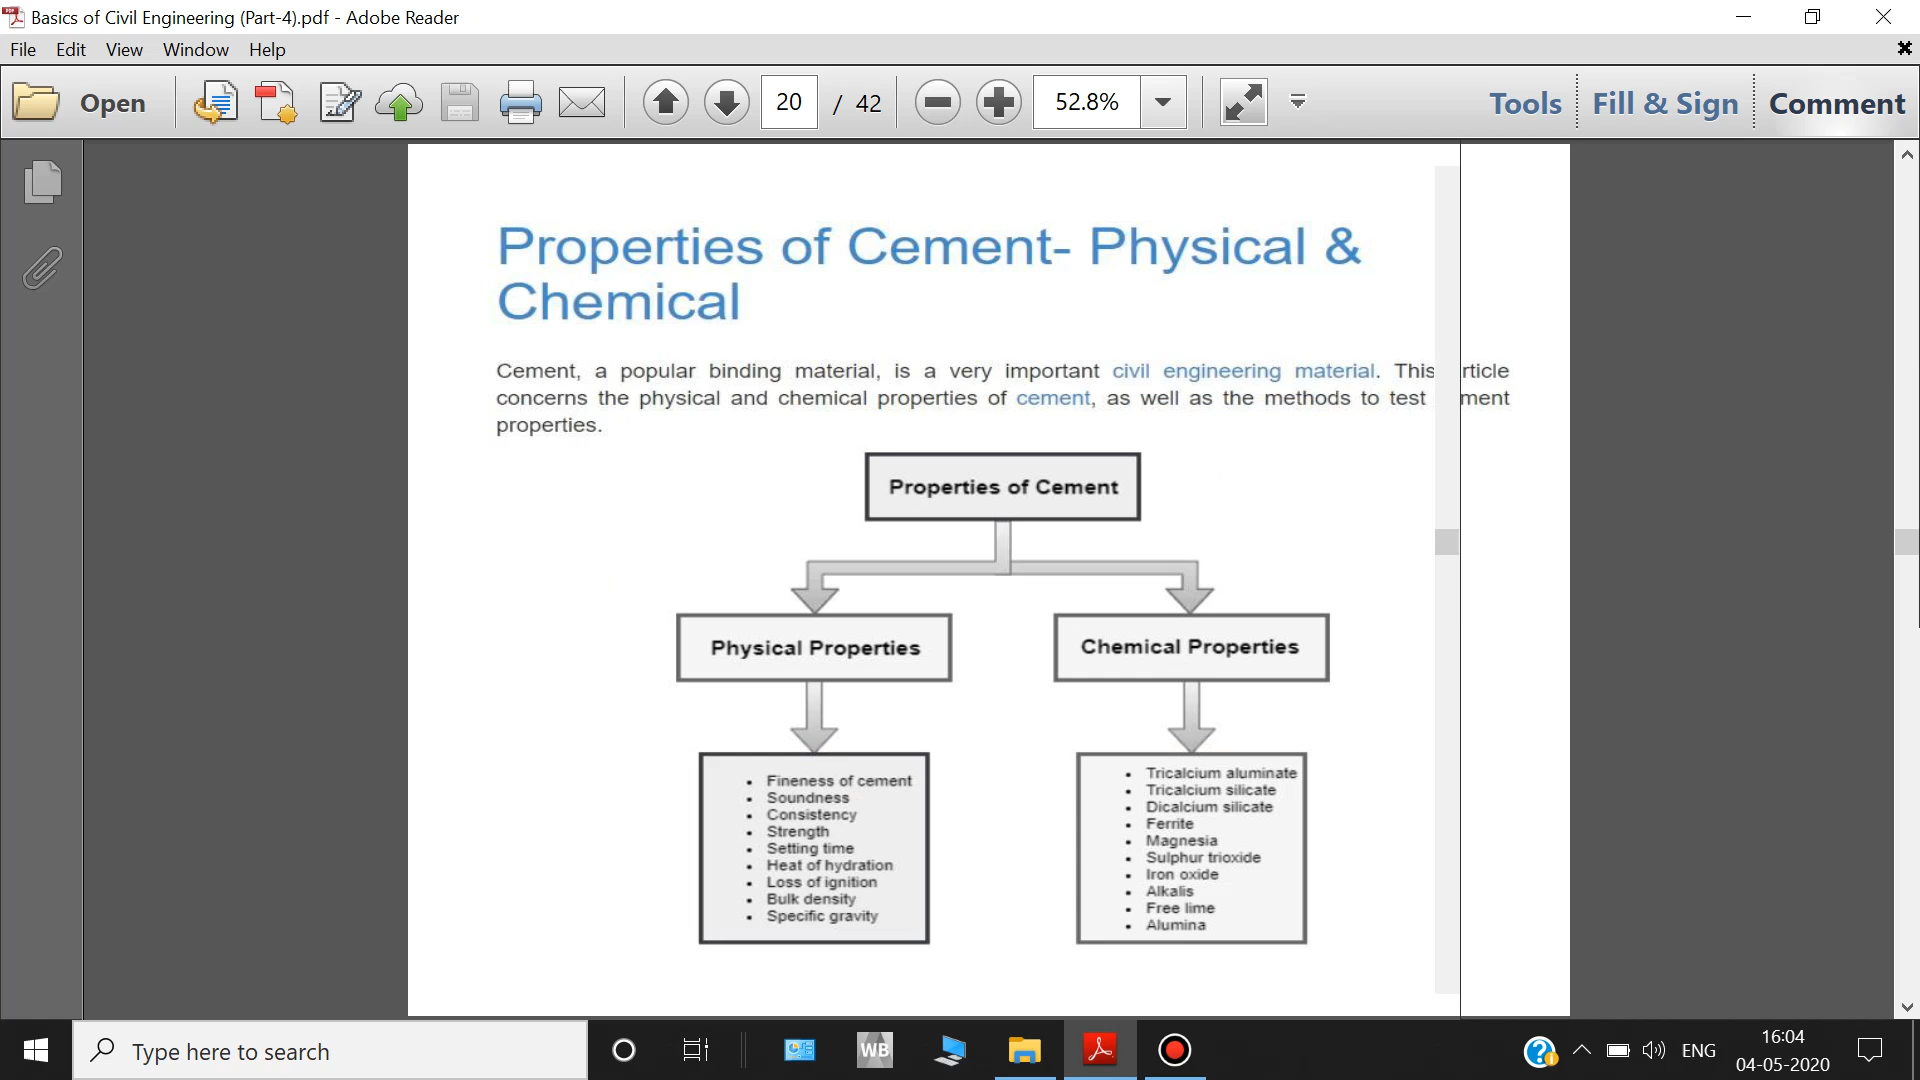 Basics of Civil Engineering (Part-4).pdf - Adobe Reader
File Edit View Window Help
Open 20 / 42 52.8% Tools Fill & Sign Comment
Properties of Cement- Physical &
Chemical
Cement, a popular binding material, is a very important civil engineering material. This rticle
concerns the physical and chemical properties of cement, as well as the methods to test ment
properties.
Properties of Cement
Physical Properties
Chemical Properties
• Fineness of cement
• Soundness
• Consistency
• Strength
• Setting time
• Heat of hydration
• Loss of ignition
• Bulk density
• Specific gravity
• Tricalcium aluminate
• Tricalcium silicate
• Dicalcium silicate
• Ferrite
• Magnesia
• Sulphur trioxide
• Iron oxide
• Alkalis
• Free lime
• Alumina
Type here to search
WB
ENG
16:04
04-05-2020